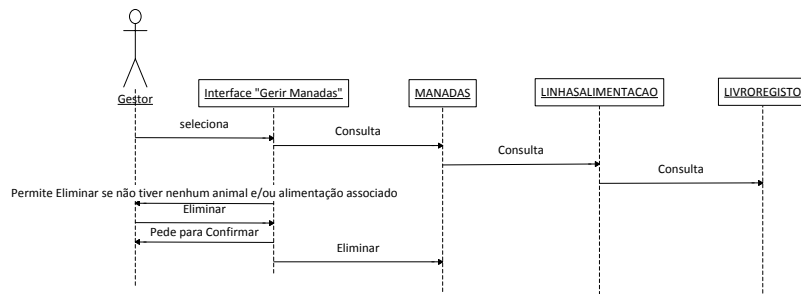 Gestor
Interface "Gerir Manadas"
MANADAS
LINHASALIMENTACAO
LIVROREGISTO
seleciona
Consulta
Consulta
Consulta
Permite Eliminar se não tiver nenhum animal e/ou alimentação associado
Eliminar
Pede para Confirmar
Eliminar